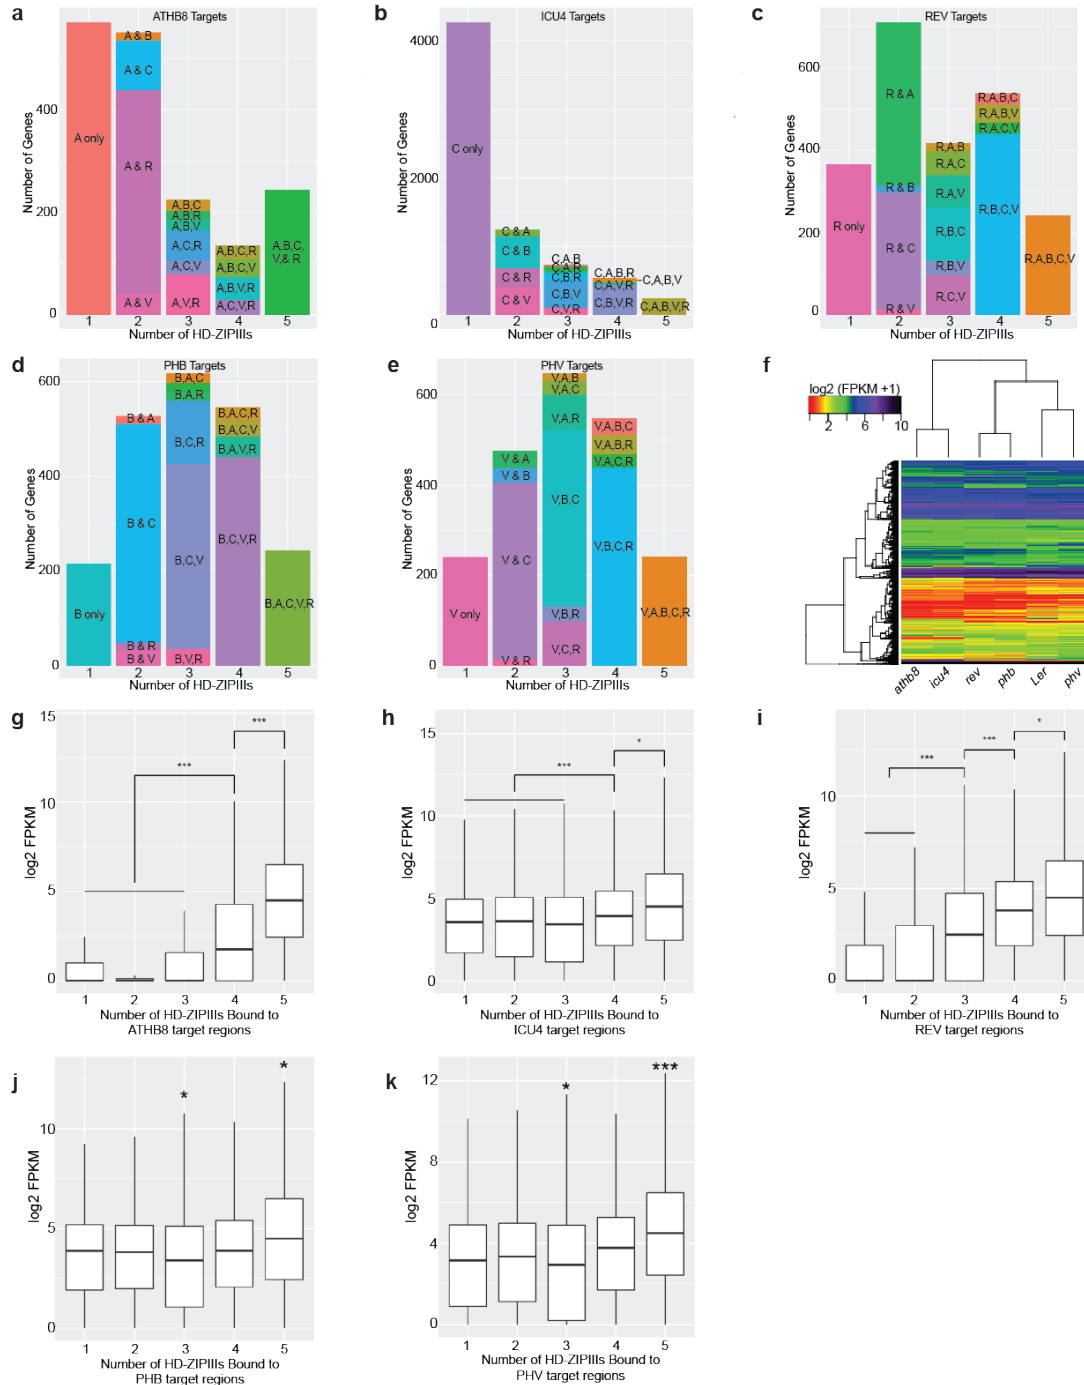 a
ATHB8 Targets
Number of Genes
400
200
0
A only
A & B
A & C
A & R
A & V
A,B,C
A,B,R
A,B,V
A,C,R
A,C,V
A,V,R
A,B,C,R
A,B,C,V
A,B,V,R
A,C,V,R
A,B,C,
V,& R
1 2 3 4 5
Number of HD-ZIPIIIs
b
ICU4 Targets
Number of Genes
4000
2000
0
C only
C & A
C & B
C & R
C & V
C,A,B
C,A,R
C,B,R
C,B,V
C,V,R
C,A,B,R
C,A,V,R
C,B,V,R
C,A,B,V
C,A,B,V,R
1 2 3 4 5
Number of HD-ZIPIIIs
c
REV Targets
Number of Genes
600
400
200
0
R only
R & A
R & B
R & C
R & V
R,A,B
R,A,C
R,A,V
R,B,C
R,B,V
R,C,V
R,A,B,C
R,A,B,V
R,A,C,V
R,B,C,V
R,A,B,C,V
1 2 3 4 5
Number of HD-ZIPIIIs
d
PHB Targets
Number of Genes
600
400
200
0
B only
B & A
B & C
B & R
B & V
B,A,C
B,A,R
B,C,R
B,C,V
B,V,R
B,A,C,R
B,A,C,V
B,A,V,R
B,C,V,R
B,A,C,V,R
1 2 3 4 5
Number of HD-ZIPIIIs
e
PHV Targets
Number of Genes
600
400
200
0
V only
V & A
V & B
V & C
V & R
V,A,B
V,A,C
V,A,R
V,B,C
V,B,R
V,C,R
V,A,B,C
V,A,B,R
V,A,C,R
V,B,C,R
V,A,B,C,R
1 2 3 4 5
Number of HD-ZIPIIIs
f
log2 (FPKM +1)
2 6 10
athb8 icu4 rev phb Ler phv
g
log2 FPKM
15
10
5
0
***
***
1 2 3 4 5
Number of HD-ZIPIIIs Bound to
ATHB8 target regions
h
log2 FPKM
15
10
5
0
***
*
1 2 3 4 5
Number of HD-ZIPIIIs Bound to
ICU4 target regions
i
log2 FPKM
10
5
0
***
***
*
1 2 3 4 5
Number of HD-ZIPIIIs Bound to
REV target regions
j
log2 FPKM
10
5
0
*
*
1 2 3 4 5
Number of HD-ZIPIIIs Bound to
PHB target regions
k
log2 FPKM
12
8
4
0
*
***
1 2 3 4 5
Number of HD-ZIPIIIs Bound to
PHV target regions